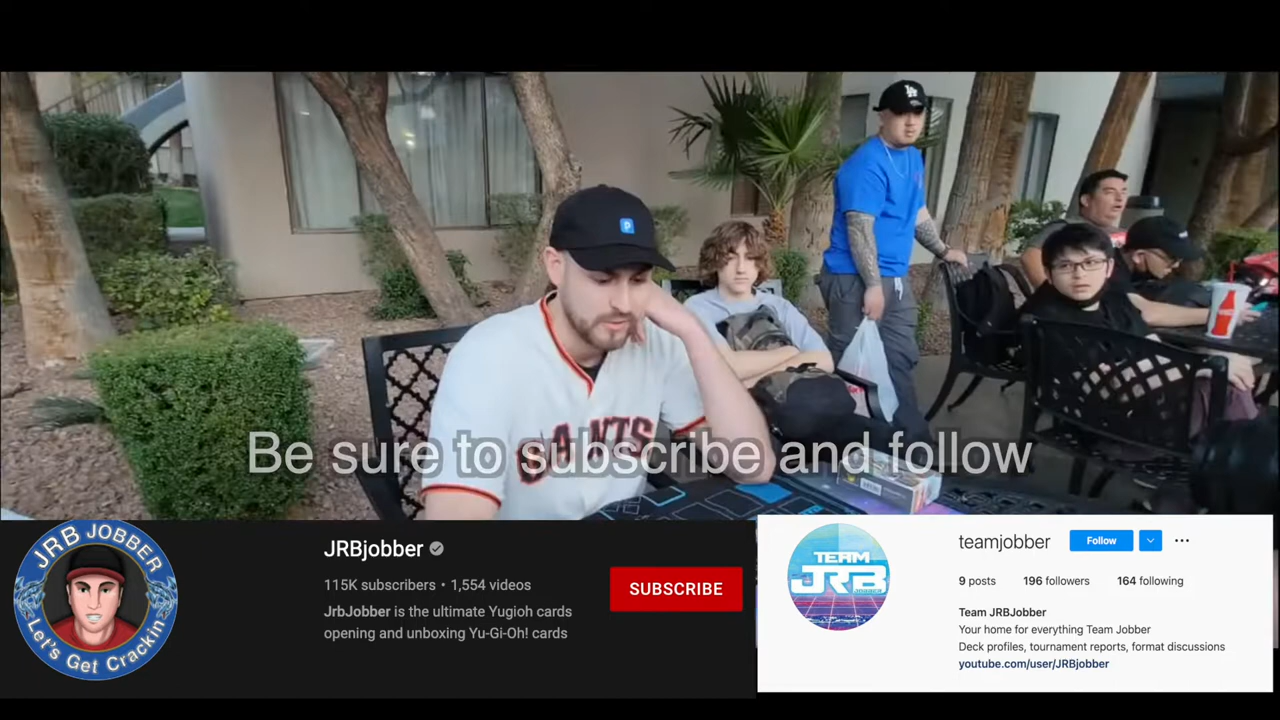 LA
P
GIANTS
Be sure to subscribe and follow
JRB JOBBER
Let's Get Crackin
JRBjobber
115K subscribers • 1,554 videos
JrbJobber is the ultimate Yugioh cards
opening and unboxing Yu-Gi-Oh! cards
SUBSCRIBE
TEAM
JRB
JOBBER
teamjobber
Follow
9 posts 196 followers 164 following
Team JRBJobber
Your home for everything Team Jobber
Deck profiles, tournament reports, format discussions
youtube.com/user/JRBjobber